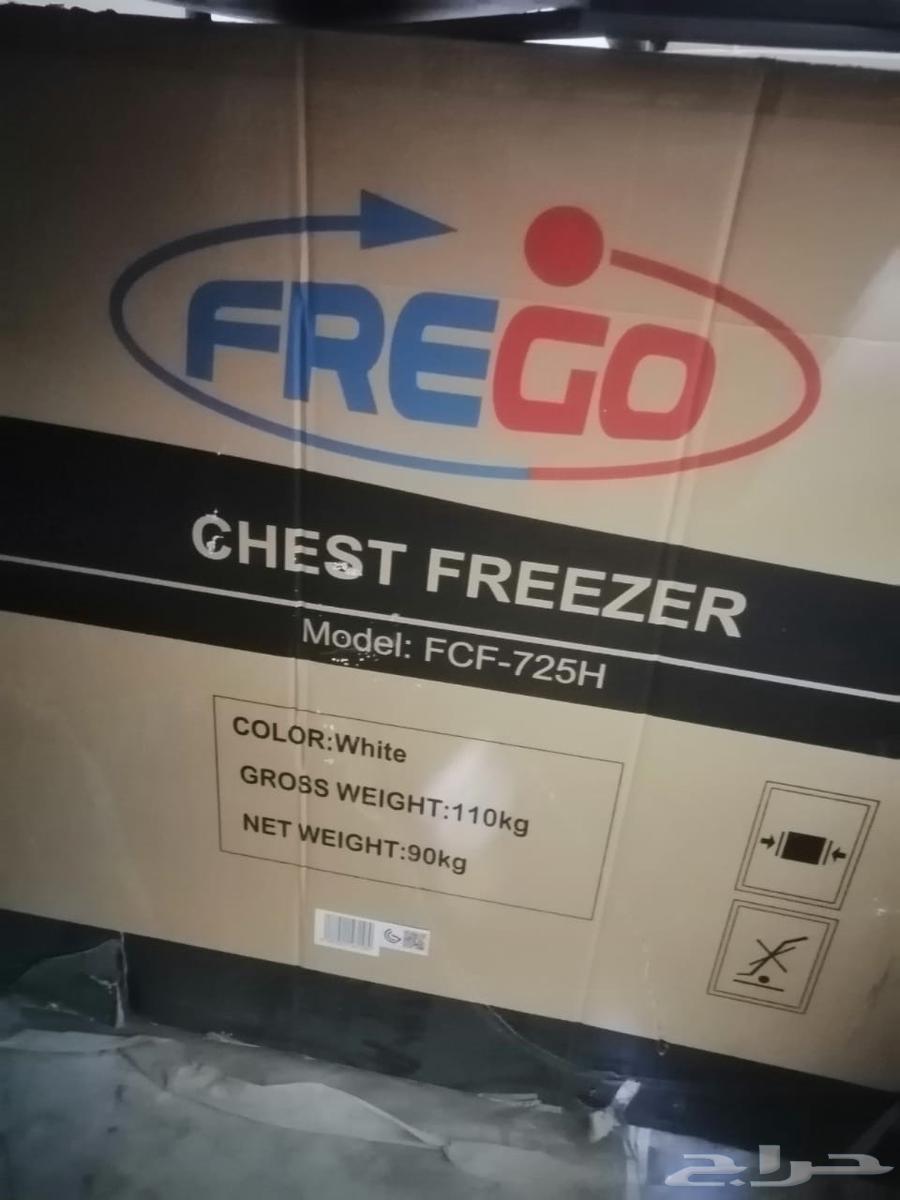 FREGO
CHEST FREEZER
Model: FCF-725H
COLOR:White
GROSS WEIGHT:110kg
NET WEIGHT:90kg
حراج